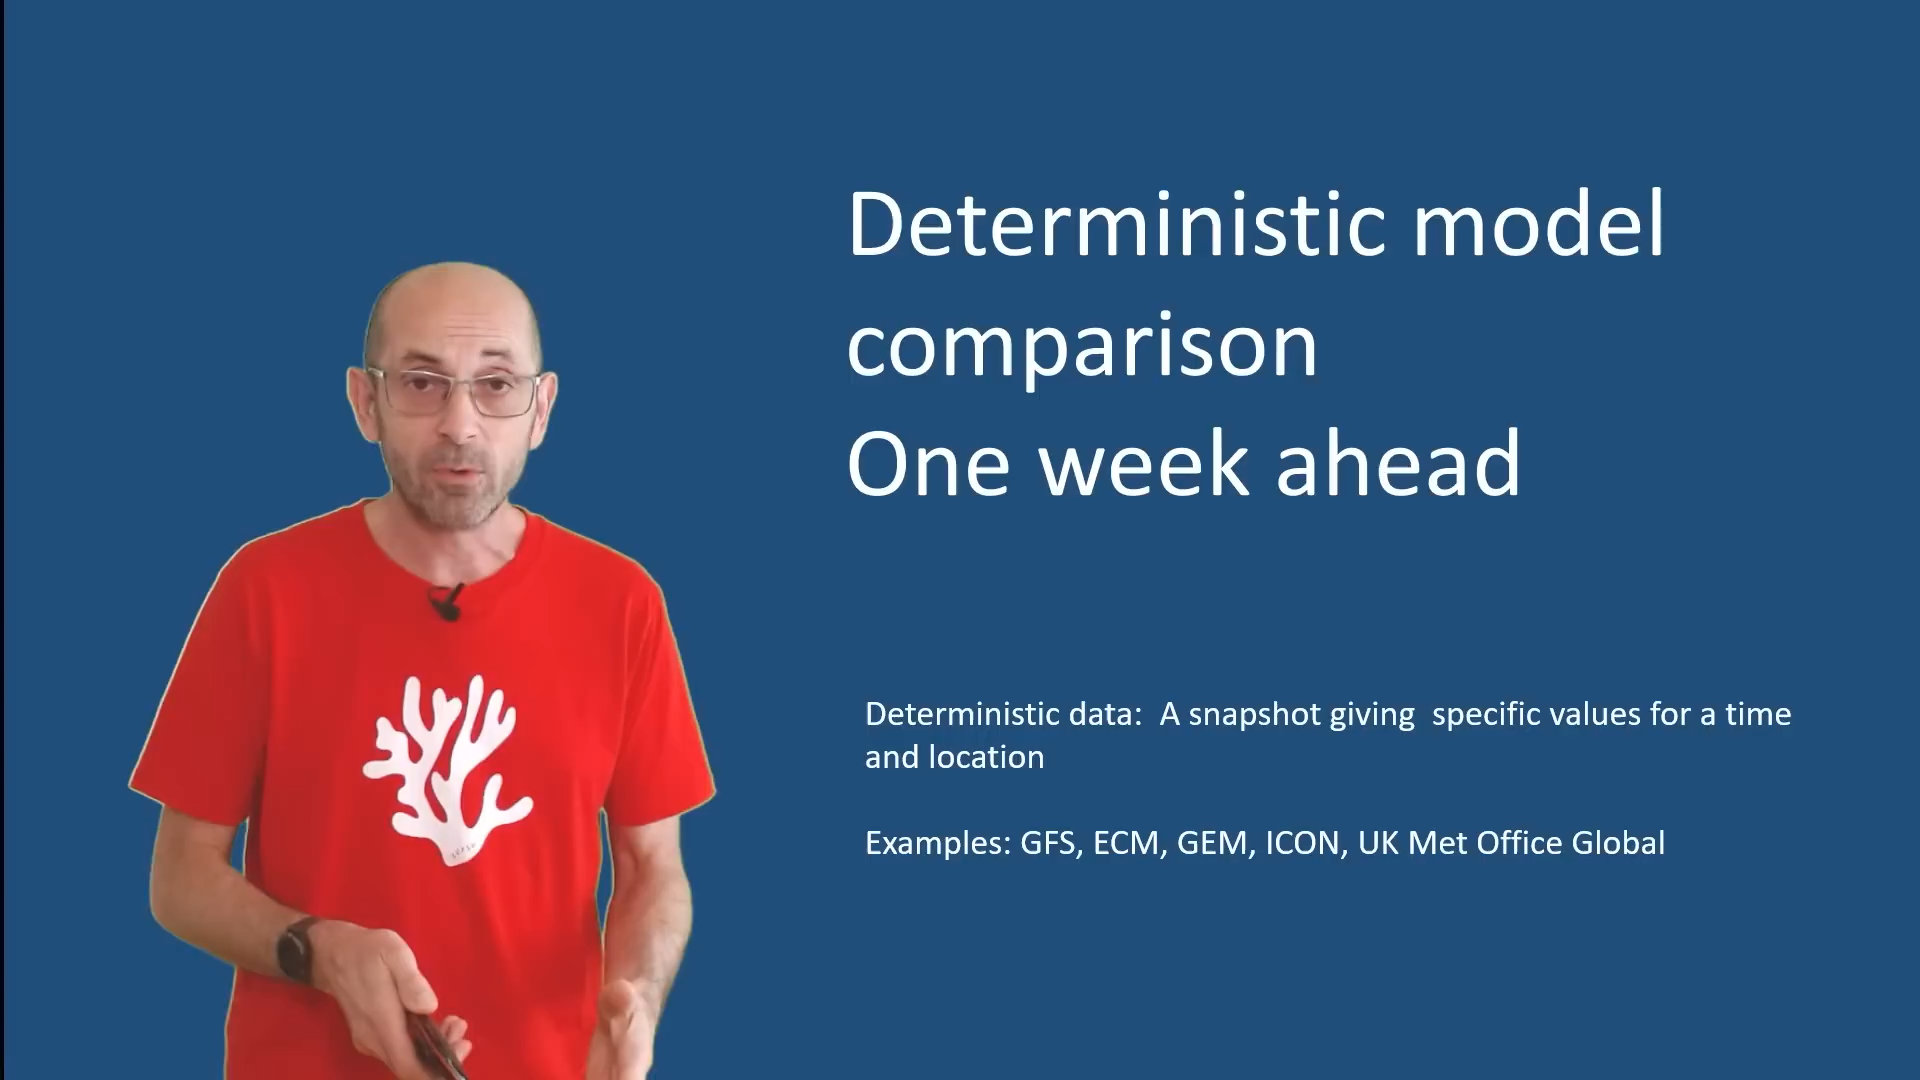 Deterministic model
comparison
One week ahead
Deterministic data:  A snapshot giving  specific values for a time
and location
Examples: GFS, ECM, GEM, ICON, UK Met Office Global